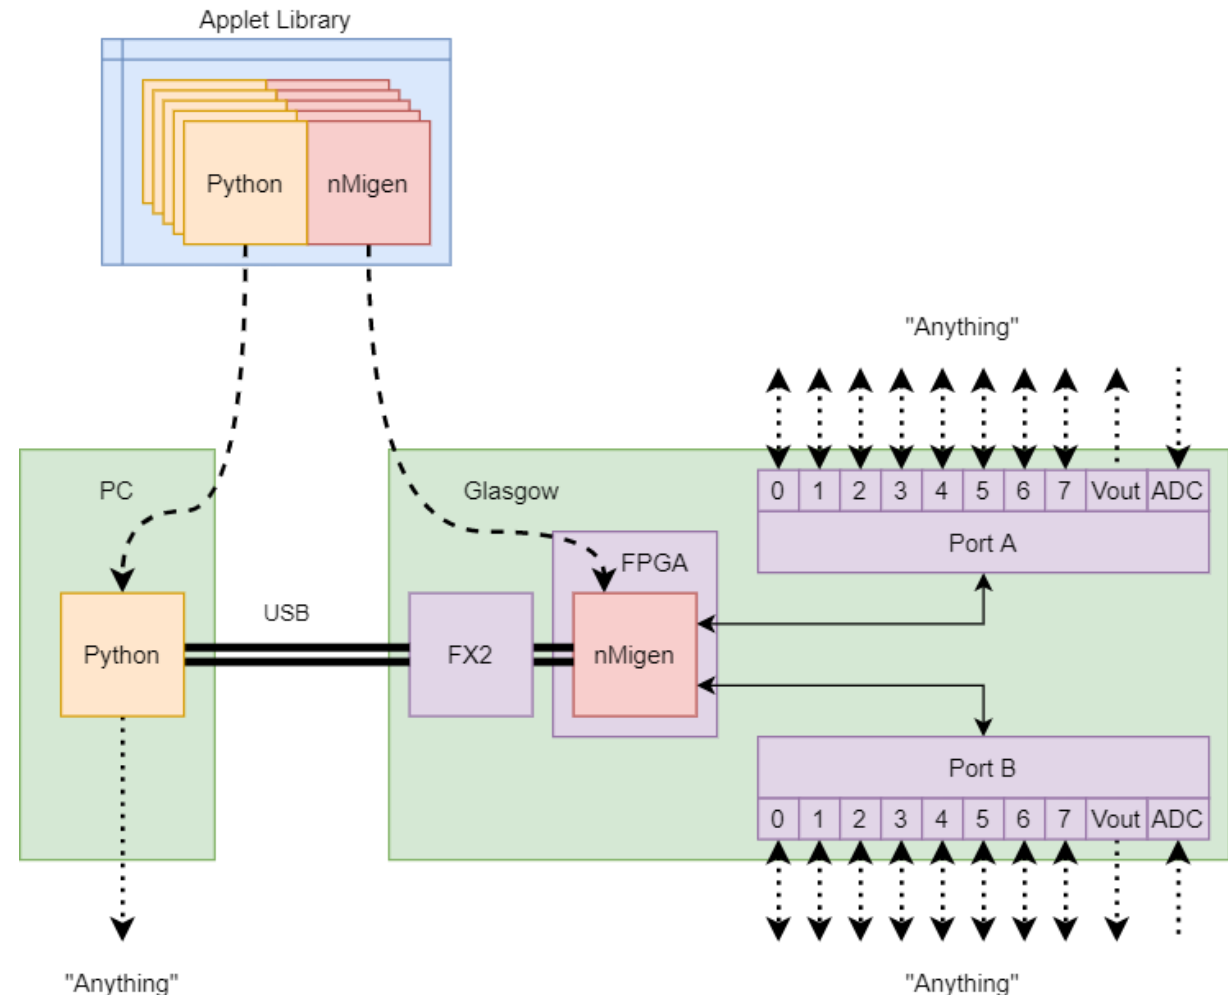 Applet Library
Python nMigen
"Anything"
0 1 2 3 4 5 6 7 Vout ADC
Port A
PC
Glasgow
FPGA
USB
Python
FX2
nMigen
Port B
0 1 2 3 4 5 6 7 Vout ADC
"Anything"
"Anything"